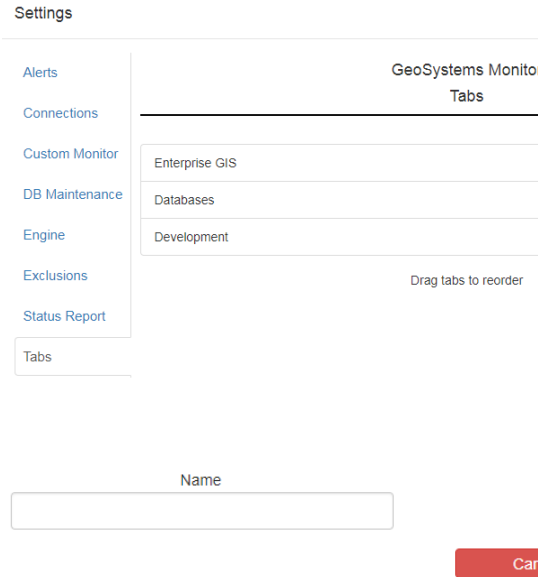 Settings
Alerts
Connections
Custom Monitor
DB Maintenance
Engine
Exclusions
Status Report
Tabs
GeoSystems Monitor
Tabs
Enterprise GIS
Databases
Development
Drag tabs to reorder
Name